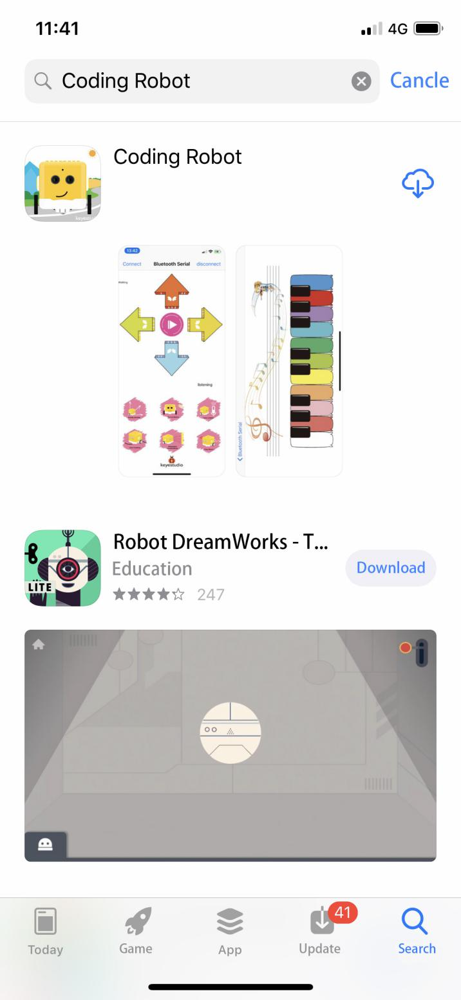 11:41
4G
Coding Robot
Cancle
Coding Robot
13:42
Connect
Bluetooth Serial
disconnect
listening
keyestudio
Bluetooth Serial
Robot DreamWorks - T...
Education
LITE
247
Download
41
Today
Game
App
Update
Search